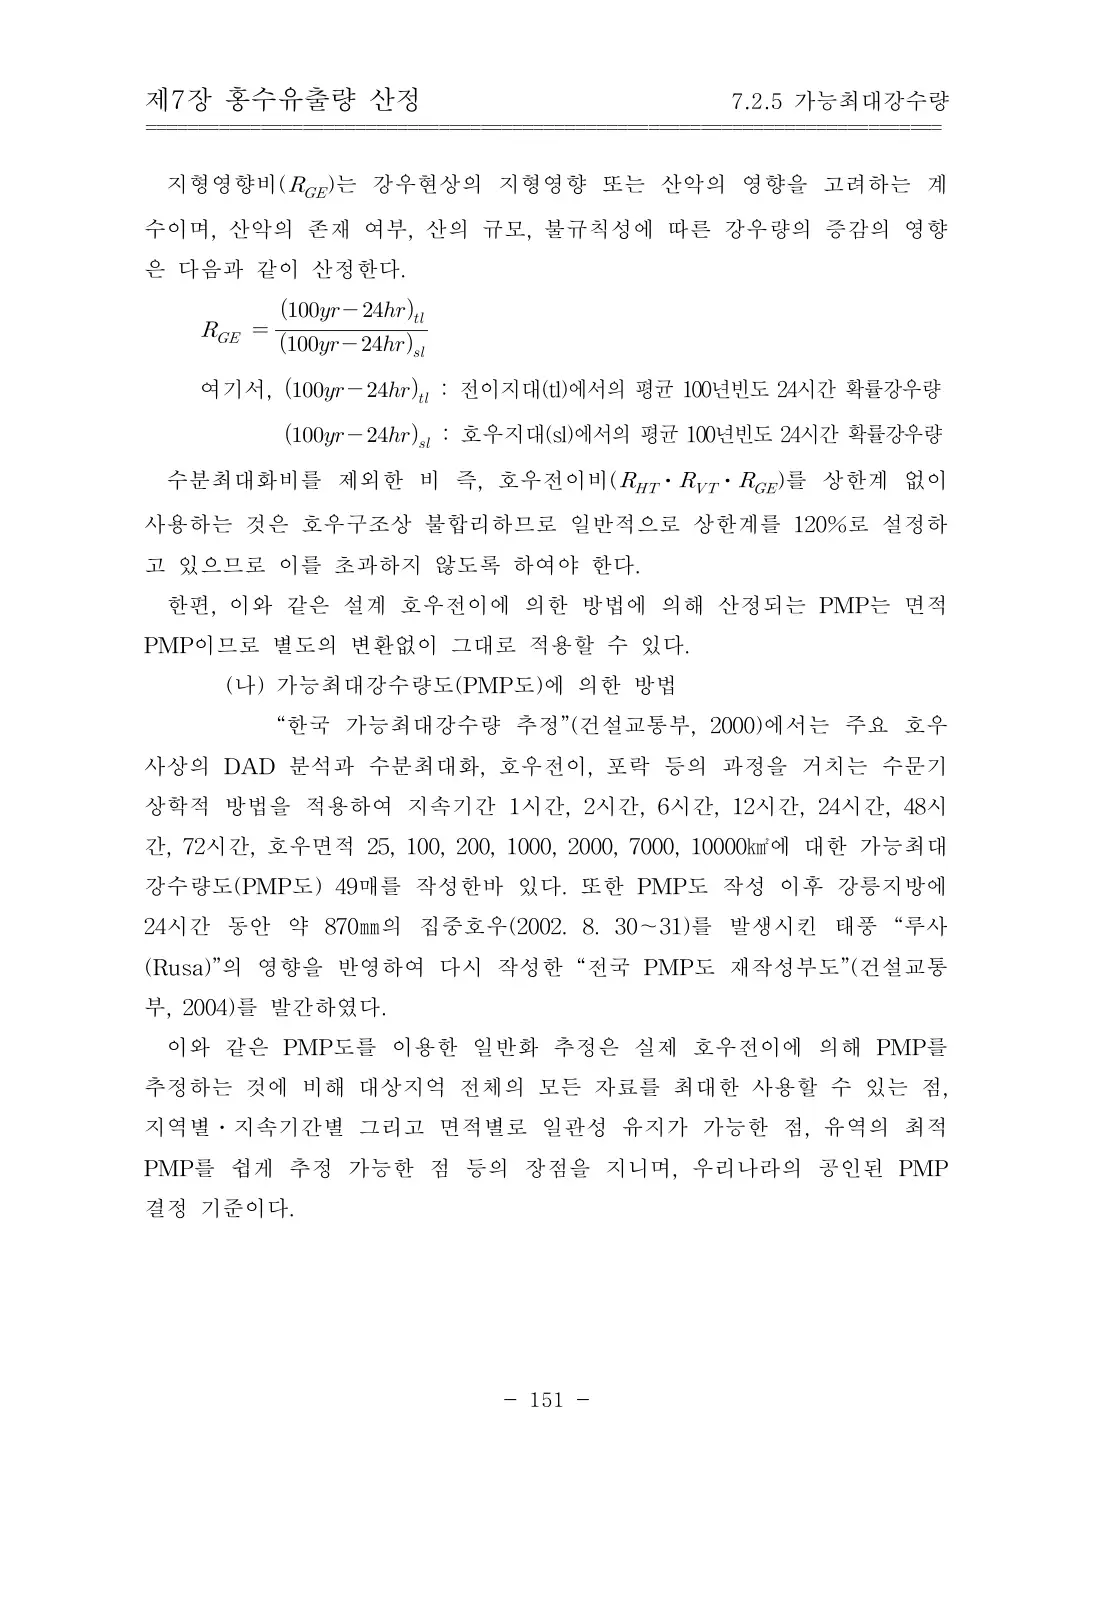 제7장 홍수유출량 산정
7.2.5 가능최대강수량
지형영향비(R_GE)는 강우현상의 지형영향 또는 산악의 영향을 고려하는 계
수이며, 산악의 존재 여부, 산의 규모, 불규칙성에 따른 강우량의 증감의 영향
은 다음과 같이 산정한다.
R_GE = (100yr-24hr)_tl / (100yr-24hr)_sl
여기서, (100yr-24hr)_tl : 전이지대(tl)에서의 평균 100년빈도 24시간 확률강우량
(100yr-24hr)_sl : 호우지대(sl)에서의 평균 100년빈도 24시간 확률강우량
수분최대화비를 제외한 비 즉, 호우전이비(R_HT·R_VT·R_GE)를 상한계 없이
사용하는 것은 호우구조상 불합리하므로 일반적으로 상한계를 120%로 설정하
고 있으므로 이를 초과하지 않도록 하여야 한다.
한편, 이와 같은 설계 호우전이에 의한 방법에 의해 산정되는 PMP는 면적
PMP이므로 별도의 변환없이 그대로 적용할 수 있다.
(나) 가능최대강수량도(PMP도)에 의한 방법
“한국 가능최대강수량 추정”(건설교통부, 2000)에서는 주요 호우
사상의 DAD 분석과 수분최대화, 호우전이, 포락 등의 과정을 거치는 수문기
상학적 방법을 적용하여 지속기간 1시간, 2시간, 6시간, 12시간, 24시간, 48시
간, 72시간, 호우면적 25, 100, 200, 1000, 2000, 7000, 10000㎢에 대한 가능최대
강수량도(PMP도) 49매를 작성한바 있다. 또한 PMP도 작성 이후 강릉지방에
24시간 동안 약 870㎜의 집중호우(2002. 8. 30~31)를 발생시킨 태풍 “루사
(Rusa)”의 영향을 반영하여 다시 작성한 “전국 PMP도 재작성부도”(건설교통
부, 2004)를 발간하였다.
이와 같은 PMP도를 이용한 일반화 추정은 실제 호우전이에 의해 PMP를
추정하는 것에 비해 대상지역 전체의 모든 자료를 최대한 사용할 수 있는 점,
지역별·지속기간별 그리고 면적별로 일관성 유지가 가능한 점, 유역의 최적
PMP를 쉽게 추정 가능한 점 등의 장점을 지니며, 우리나라의 공인된 PMP
결정 기준이다.
- 151 -